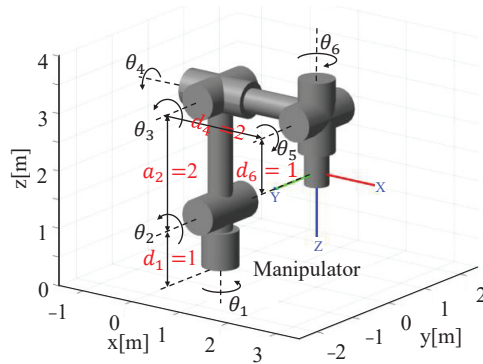 θ6
θ4
θ3
d4 = 2
θ5
a2 = 2
d6 = 1
X
Y
θ2
Z
d1 = 1
Manipulator
θ1
z[m]
4
3
2
1
0
x[m]
-1
0
1
2
3
y[m]
-2
-1
0
1
2